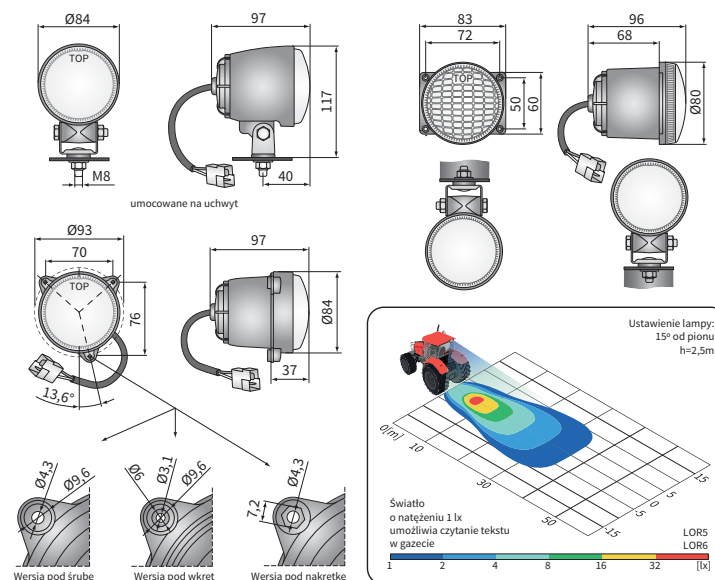 Ø84
TOP
M8
97
117
40
umocowane na uchwyt
83
72
TOP
50
60
96
68
Ø80
Ø93
70
TOP
76
13,6°
97
Ø84
37
Ø4,3
Ø9,6
Wersja pod śrubę
Ø6
Ø3,1
Ø9,6
Wersja pod wkręt
Ø4,3
7,2
Wersja pod nakrętkę
Ustawienie lampy:
15º od pionu
h=2,5m
0[m]
10
30
50
-15
-5
0
5
15
Światło
o natężeniu 1 lx
umożliwia czytanie tekstu
w gazecie
LOR5
LOR6
1 2 4 8 16 32 [lx]